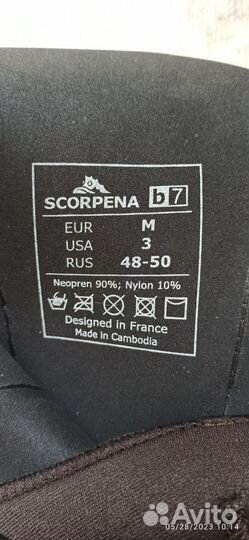 SCORPENA b7
EUR M
USA 3
RUS 48-50
Neopren 90%; Nylon 10%
Designed in France
Made in Cambodia
Avito
05/28/2023 10:14